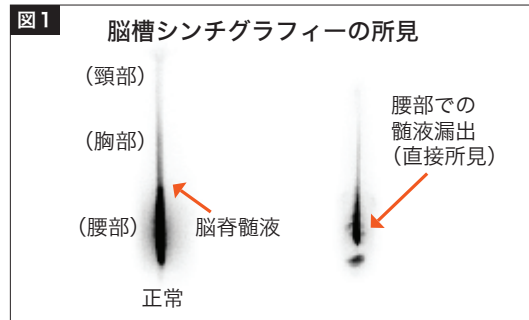 図1
脳槽シンチグラフィーの所見
（頸部）
（胸部）
（腰部）
脳脊髄液
正常
腰部での
髄液漏出
（直接所見）